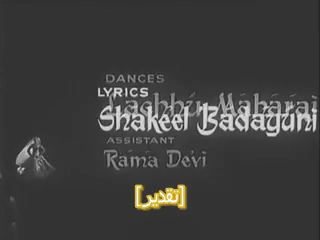 DANCES
Lachhu Maharaj
LYRICS
Shakeel Badayuni
ASSISTANT
Rama Devi
[تقدير]